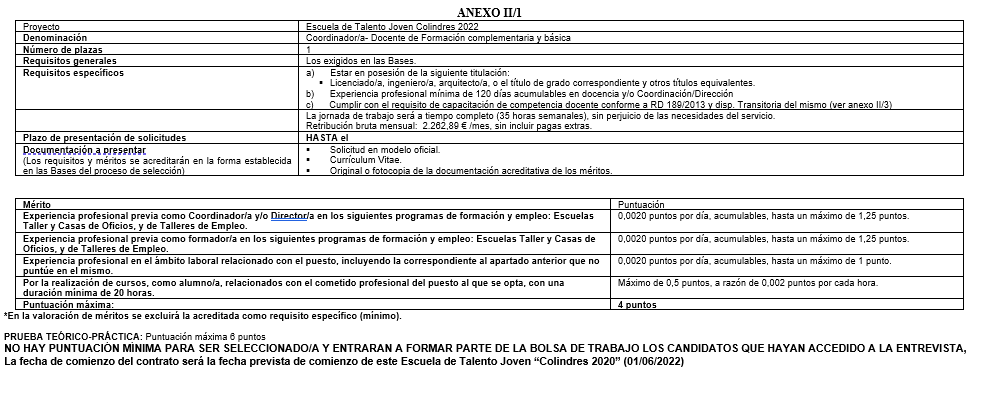 ANEXO II/1
Proyecto Escuela de Talento Joven Colindres 2022
Denominación Coordinador/a- Docente de Formación complementaria y básica
Número de plazas 1
Requisitos generales Los exigidos en las Bases.
Requisitos específicos a) Estar en posesión de la siguiente titulación:
▪ Licenciado/a, ingeniero/a, arquitecto/a, o el título de grado correspondiente y otros títulos equivalentes.
b) Experiencia profesional mínima de 120 días acumulables en docencia y/o Coordinación/Dirección
c) Cumplir con el requisito de capacitación de competencia docente conforme a RD 189/2013 y disp. Transitoria del mismo (ver anexo II/3)
La jornada de trabajo será a tiempo completo (35 horas semanales), sin perjuicio de las necesidades del servicio.
Retribución bruta mensual: 2.262,89 € /mes, sin incluir pagas extras.
Plazo de presentación de solicitudes HASTA el
Documentación a presentar
(Los requisitos y méritos se acreditarán en la forma establecida
en las Bases del proceso de selección)
▪ Solicitud en modelo oficial.
▪ Currículum Vitae.
▪ Original o fotocopia de la documentación acreditativa de los méritos.
Mérito Puntuación
Experiencia profesional previa como Coordinador/a y/o Director/a en los siguientes programas de formación y empleo: Escuelas
Taller y Casas de Oficios, y de Talleres de Empleo.
0,0020 puntos por día, acumulables, hasta un máximo de 1,25 puntos.
Experiencia profesional previa como formador/a en los siguientes programas de formación y empleo: Escuelas Taller y Casas de
Oficios, y de Talleres de Empleo.
0,0020 puntos por día, acumulables, hasta un máximo de 1,25 puntos.
Experiencia profesional en el ámbito laboral relacionado con el puesto, incluyendo la correspondiente al apartado anterior que no
puntúe en el mismo.
0,0020 puntos por día, acumulables, hasta un máximo de 1 punto.
Por la realización de cursos, como alumno/a, relacionados con el cometido profesional del puesto al que se opta, con una
duración mínima de 20 horas.
Máximo de 0,5 puntos, a razón de 0,002 puntos por cada hora.
Puntuación máxima: 4 puntos
*En la valoración de méritos se excluirá la acreditada como requisito específico (mínimo).
PRUEBA TEÓRICO-PRÁCTICA: Puntuación máxima 6 puntos
NO HAY PUNTUACIÓN MÍNIMA PARA SER SELECCIONADO/A Y ENTRARAN A FORMAR PARTE DE LA BOLSA DE TRABAJO LOS CANDIDATOS QUE HAYAN ACCEDIDO A LA ENTREVISTA,
La fecha de comienzo del contrato será la fecha prevista de comienzo de este Escuela de Talento Joven “Colindres 2020” (01/06/2022)